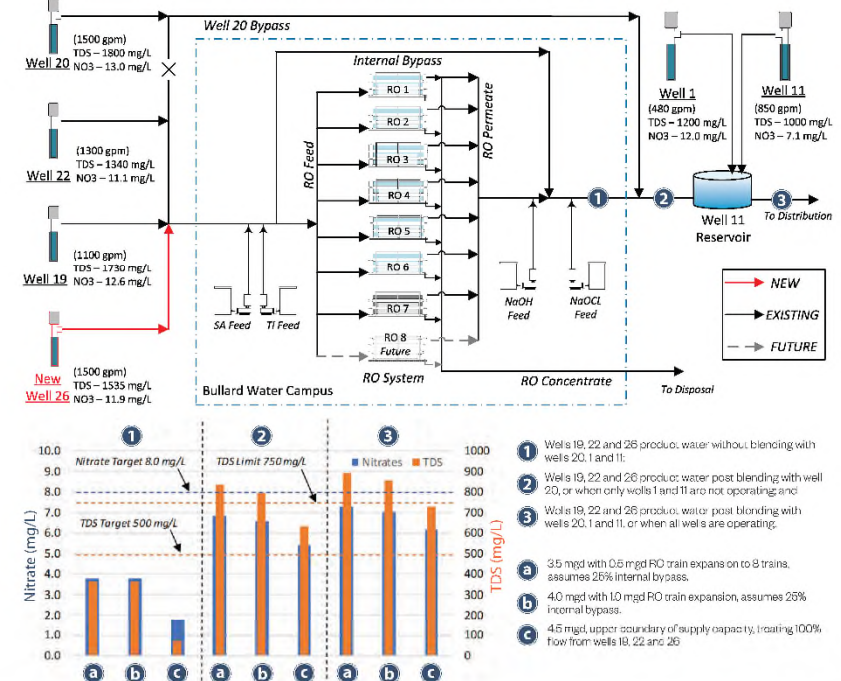 Well 20
(1500 gpm)
TDS – 1800 mg/L
NO3 – 13.0 mg/L
Well 22
(1300 gpm)
TDS – 1340 mg/L
NO3 – 11.1 mg/L
Well 19
(1100 gpm)
TDS – 1730 mg/L
NO3 – 12.6 mg/L
New
Well 26
(1500 gpm)
TDS – 1535 mg/L
NO3 – 11.9 mg/L
Well 20 Bypass
Internal Bypass
RO Feed
RO 1
RO 2
RO 3
RO 4
RO 5
RO 6
RO 7
RO 8
Future
RO System
RO Permeate
SA Feed
TI Feed
NaOH
Feed
NaOCL
Feed
Bullard Water Campus
RO Concentrate
To Disposal
1
2
3
Well 1
(480 gpm)
TDS – 1200 mg/L
NO3 – 12.0 mg/L
Well 11
(850 gpm)
TDS – 1000 mg/L
NO3 – 7.1 mg/L
Well 11
Reservoir
To Distribution
NEW
EXISTING
FUTURE
1
2
3
Nitrate (mg/L)
10.0
9.0
8.0
7.0
6.0
5.0
4.0
3.0
2.0
1.0
0.0
Nitrate Target 8.0 mg/L
TDS Limit 750 mg/L
TDS Target 500 mg/L
Nitrates
TDS
1000
900
800
700
600
500
400
300
200
100
0
TDS (mg/L)
a
b
c
a
b
c
a
b
c
1
Wells 19, 22 and 26 product water without blending with
wells 20, 1 and 11;
2
Wells 19, 22 and 26 product water post blending with well
20, or when only wells 1 and 11 are not operating; and
3
Wells 19, 22 and 26 product water post blending with
wells 20, 1 and 11, or when all wells are operating.
a
3.5 mgd with 0.5 mgd RO train expansion to 8 trains,
assumes 25% internal bypass.
b
4.0 mgd with 1.0 mgd RO train expansion, assumes 25%
internal bypass.
c
4.5 mgd, upper boundary of supply capacity, treating 100%
flow from wells 19, 22 and 26